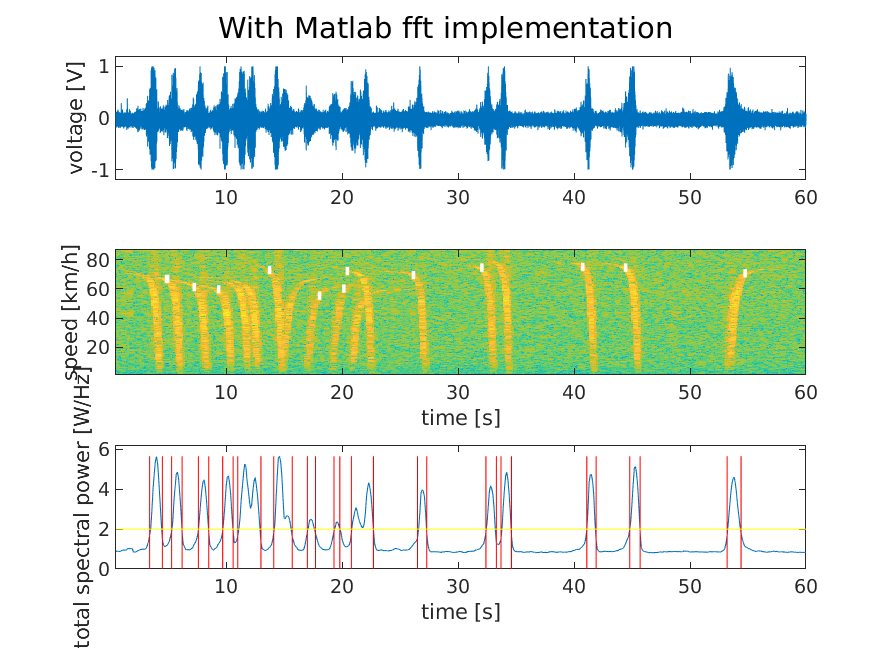 With Matlab fft implementation
voltage [V]
1
0
-1
10 20 30 40 50 60
speed [km/h]
80
60
40
20
10 20 30 40 50 60
time [s]
total spectral power [W/Hz]
6
4
2
0
10 20 30 40 50 60
time [s]